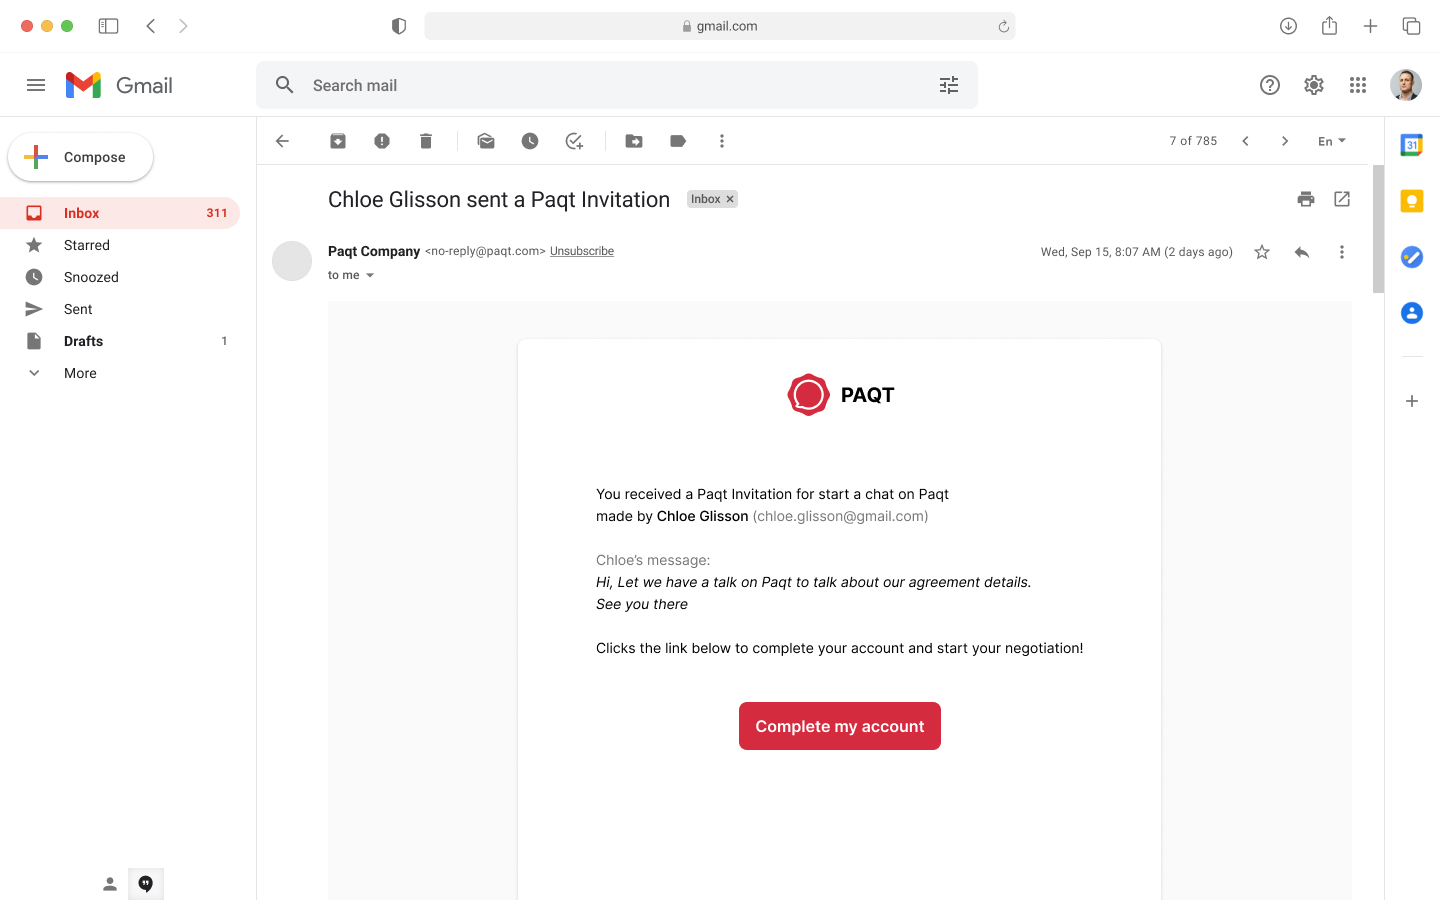 gmail.com
Gmail
Search mail
Compose
7 of 785
En
31
Inbox 311
Starred
Snoozed
Sent
Drafts 1
More
Chloe Glisson sent a Paqt Invitation
Inbox ×
Paqt Company <no-reply@paqt.com> Unsubscribe
Wed, Sep 15, 8:07 AM (2 days ago)
to me
PAQT
You received a Paqt Invitation for start a chat on Paqt
made by Chloe Glisson (chloe.glisson@gmail.com)
Chloe’s message:
Hi, Let we have a talk on Paqt to talk about our agreement details.
See you there
Clicks the link below to complete your account and start your negotiation!
Complete my account